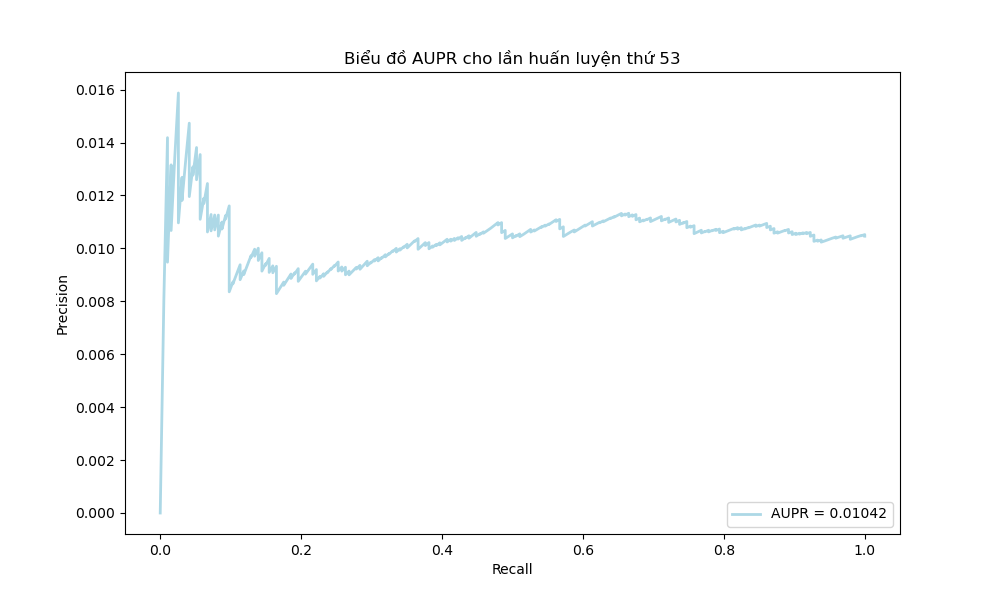 Biểu đồ AUPR cho lần huấn luyện thứ 53
0.016
0.014
0.012
0.010
0.008
0.006
0.004
0.002
0.000
Precision
AUPR = 0.01042
0.0 0.2 0.4 0.6 0.8 1.0
Recall